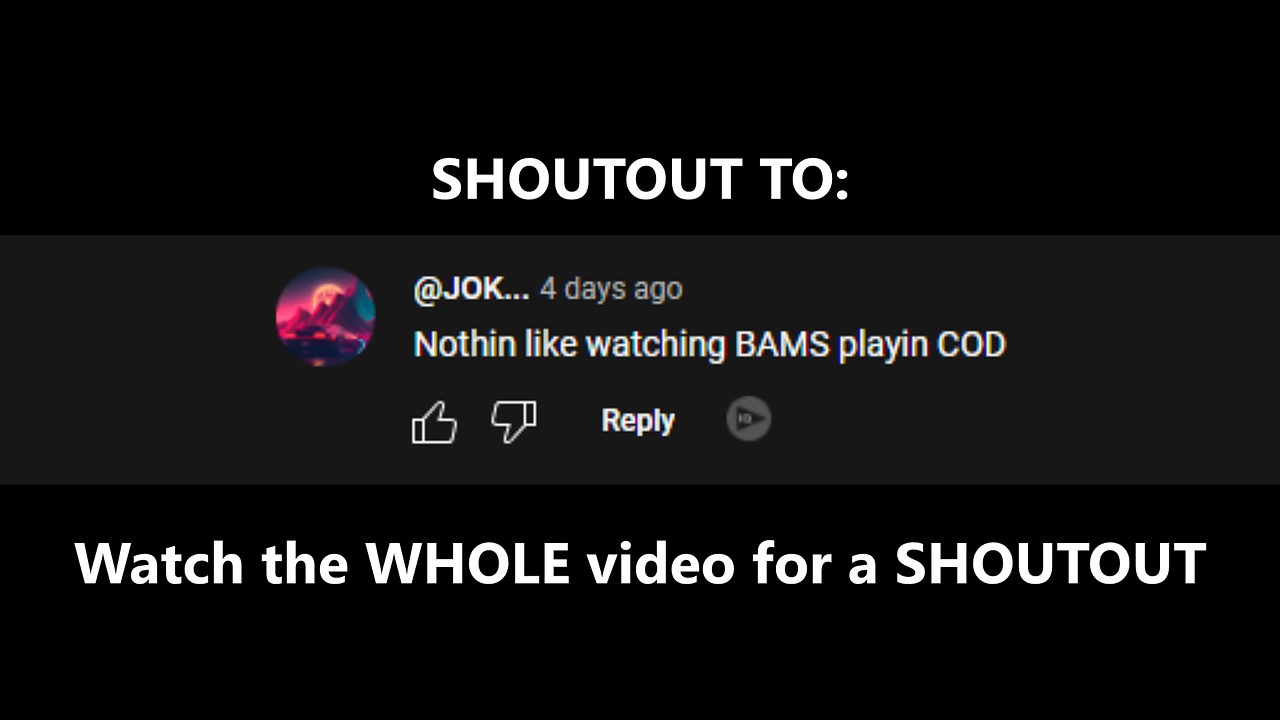 SHOUTOUT TO:
@JOK... 4 days ago
Nothin like watching BAMS playin COD
Reply
Watch the WHOLE video for a SHOUTOUT